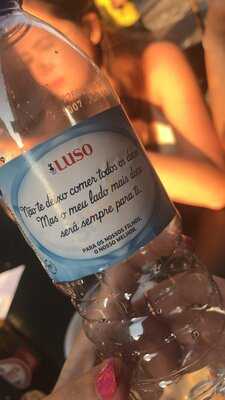 LUSO
Não te deixo comer todos os doces
Mas o meu lado mais doce
será sempre para ti.
PARA OS NOSSOS FILHOS,
O NOSSO MELHOR.